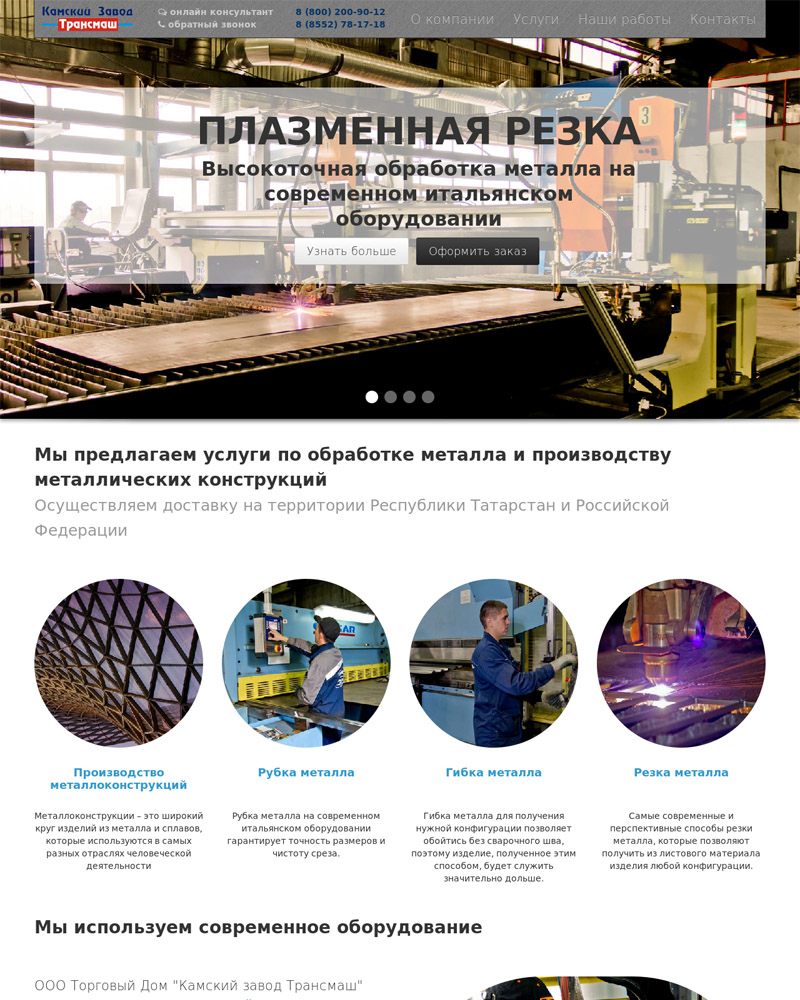 Камский Завод
Трансмаш
онлайн консультант
обратный звонок
8 (800) 200-90-12
8 (8552) 78-17-18
О компании Услуги Наши работы Контакты
ПЛАЗМЕННАЯ РЕЗКА
Высокоточная обработка металла на
современном итальянском
оборудовании
Узнать больше Оформить заказ
3
Мы предлагаем услуги по обработке металла и производству
металлических конструкций
Осуществляем доставку на территории Республики Татарстан и Российской
Федерации
Производство
металлоконструкций
Металлоконструкции – это широкий
круг изделий из металла и сплавов,
которые используются в самых
разных отраслях человеческой
деятельности
Рубка металла
Рубка металла на современном
итальянском оборудовании
гарантирует точность размеров и
чистоту среза.
Гибка металла
Гибка металла для получения
нужной конфигурации позволяет
обойтись без сварочного шва,
поэтому изделие, полученное этим
способом, будет служить
значительно дольше.
Резка металла
Самые современные и
перспективные способы резки
металла, которые позволяют
получить из листового материала
изделия любой конфигурации.
Мы используем современное оборудование
ООО Торговый Дом "Камский завод Трансмаш"